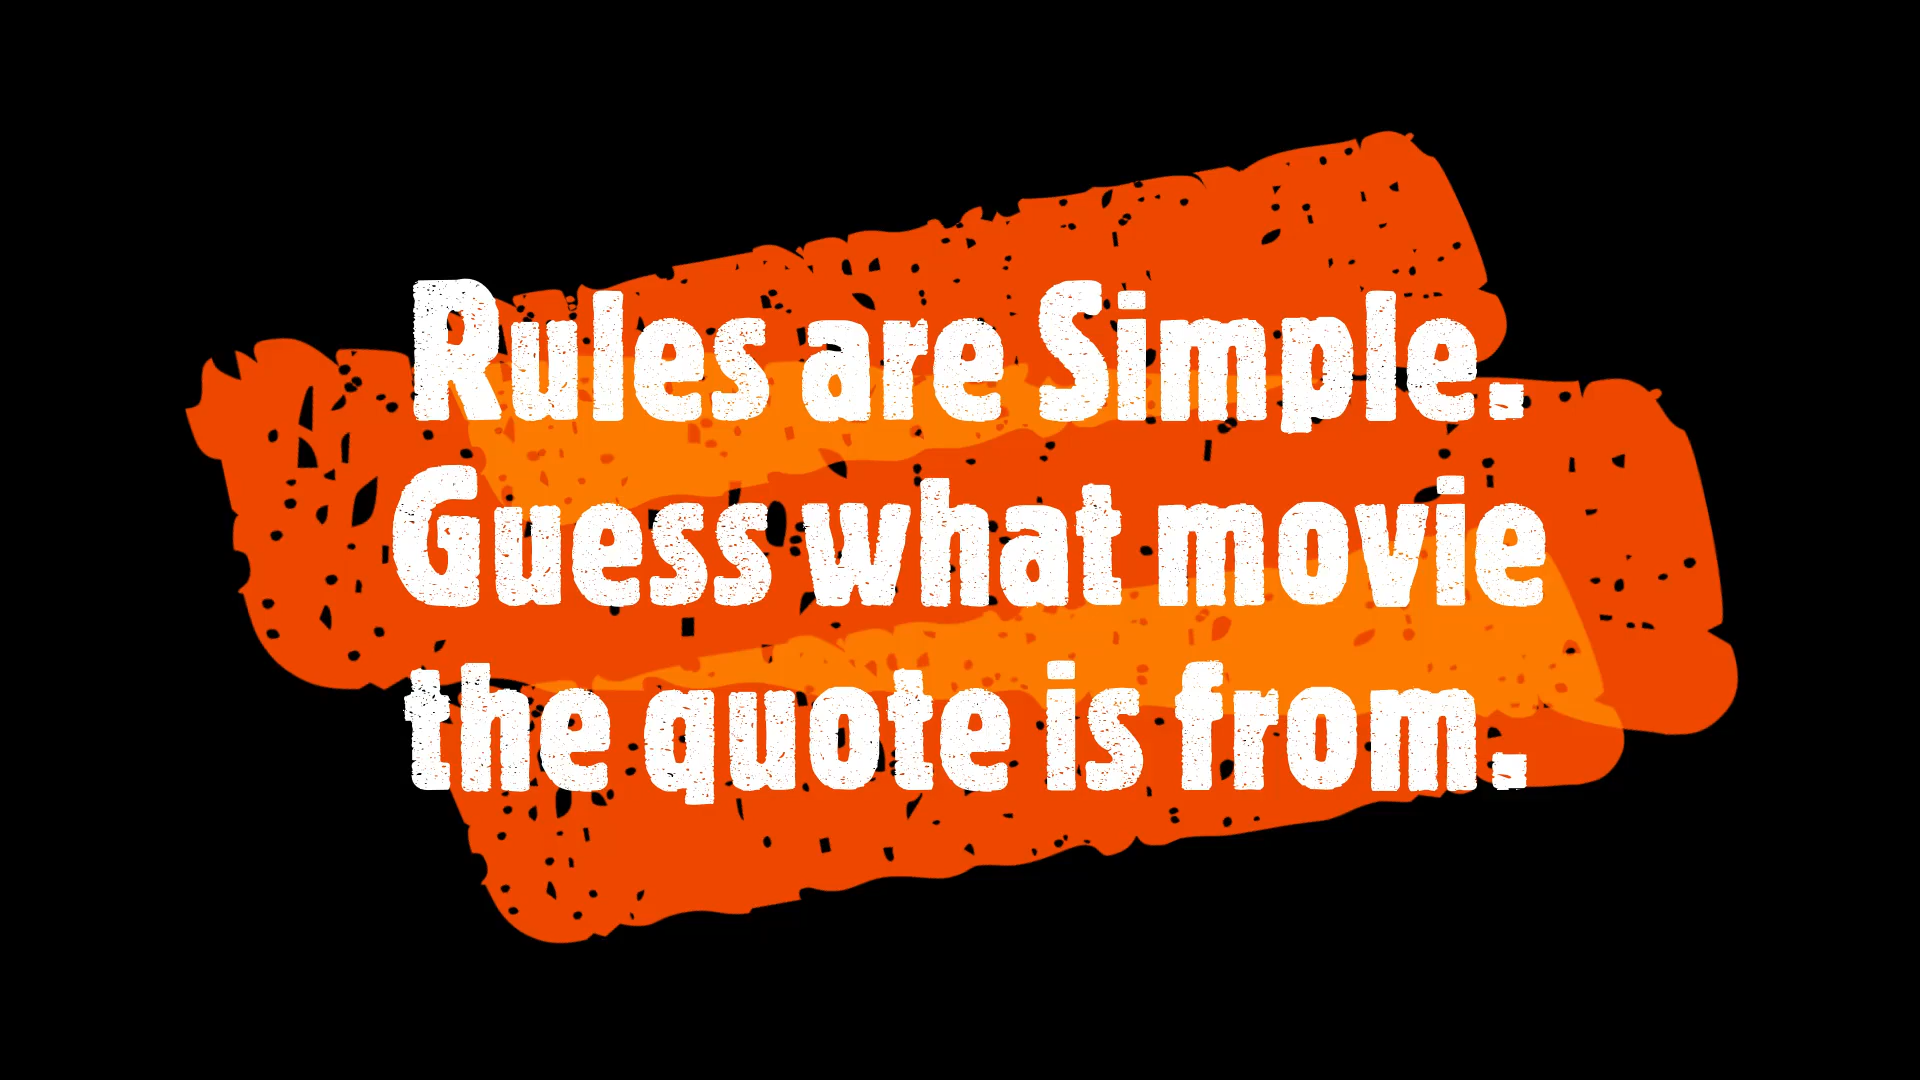 Rules are Simple.
Guess what movie
the quote is from.